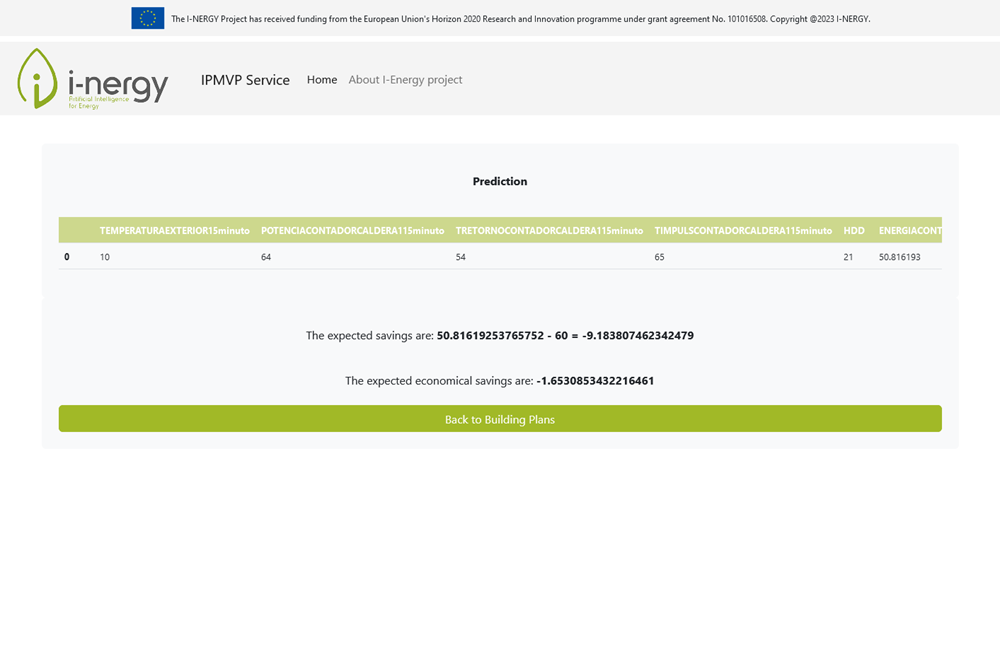 The I-NERGY Project has received funding from the European Union's Horizon 2020 Research and Innovation programme under grant agreement No. 101016508. Copyright @2023 I-NERGY.
i-nergy
Artificial Intelligence
for Energy
IPMVP Service Home About I-Energy project
Prediction
TEMPERATURAEXTERIOR15minuto POTENCIACONTADORCALDERA115minuto TRETORNOCONTADORCALDERA115minuto TIMPULSCONTADORCALDERA115minuto HDD ENERGIACONT
0 10 64 54 65 21 50.816193
The expected savings are: 50.81619253765752 - 60 = -9.183807462342479
The expected economical savings are: -1.6530853432216461
Back to Building Plans